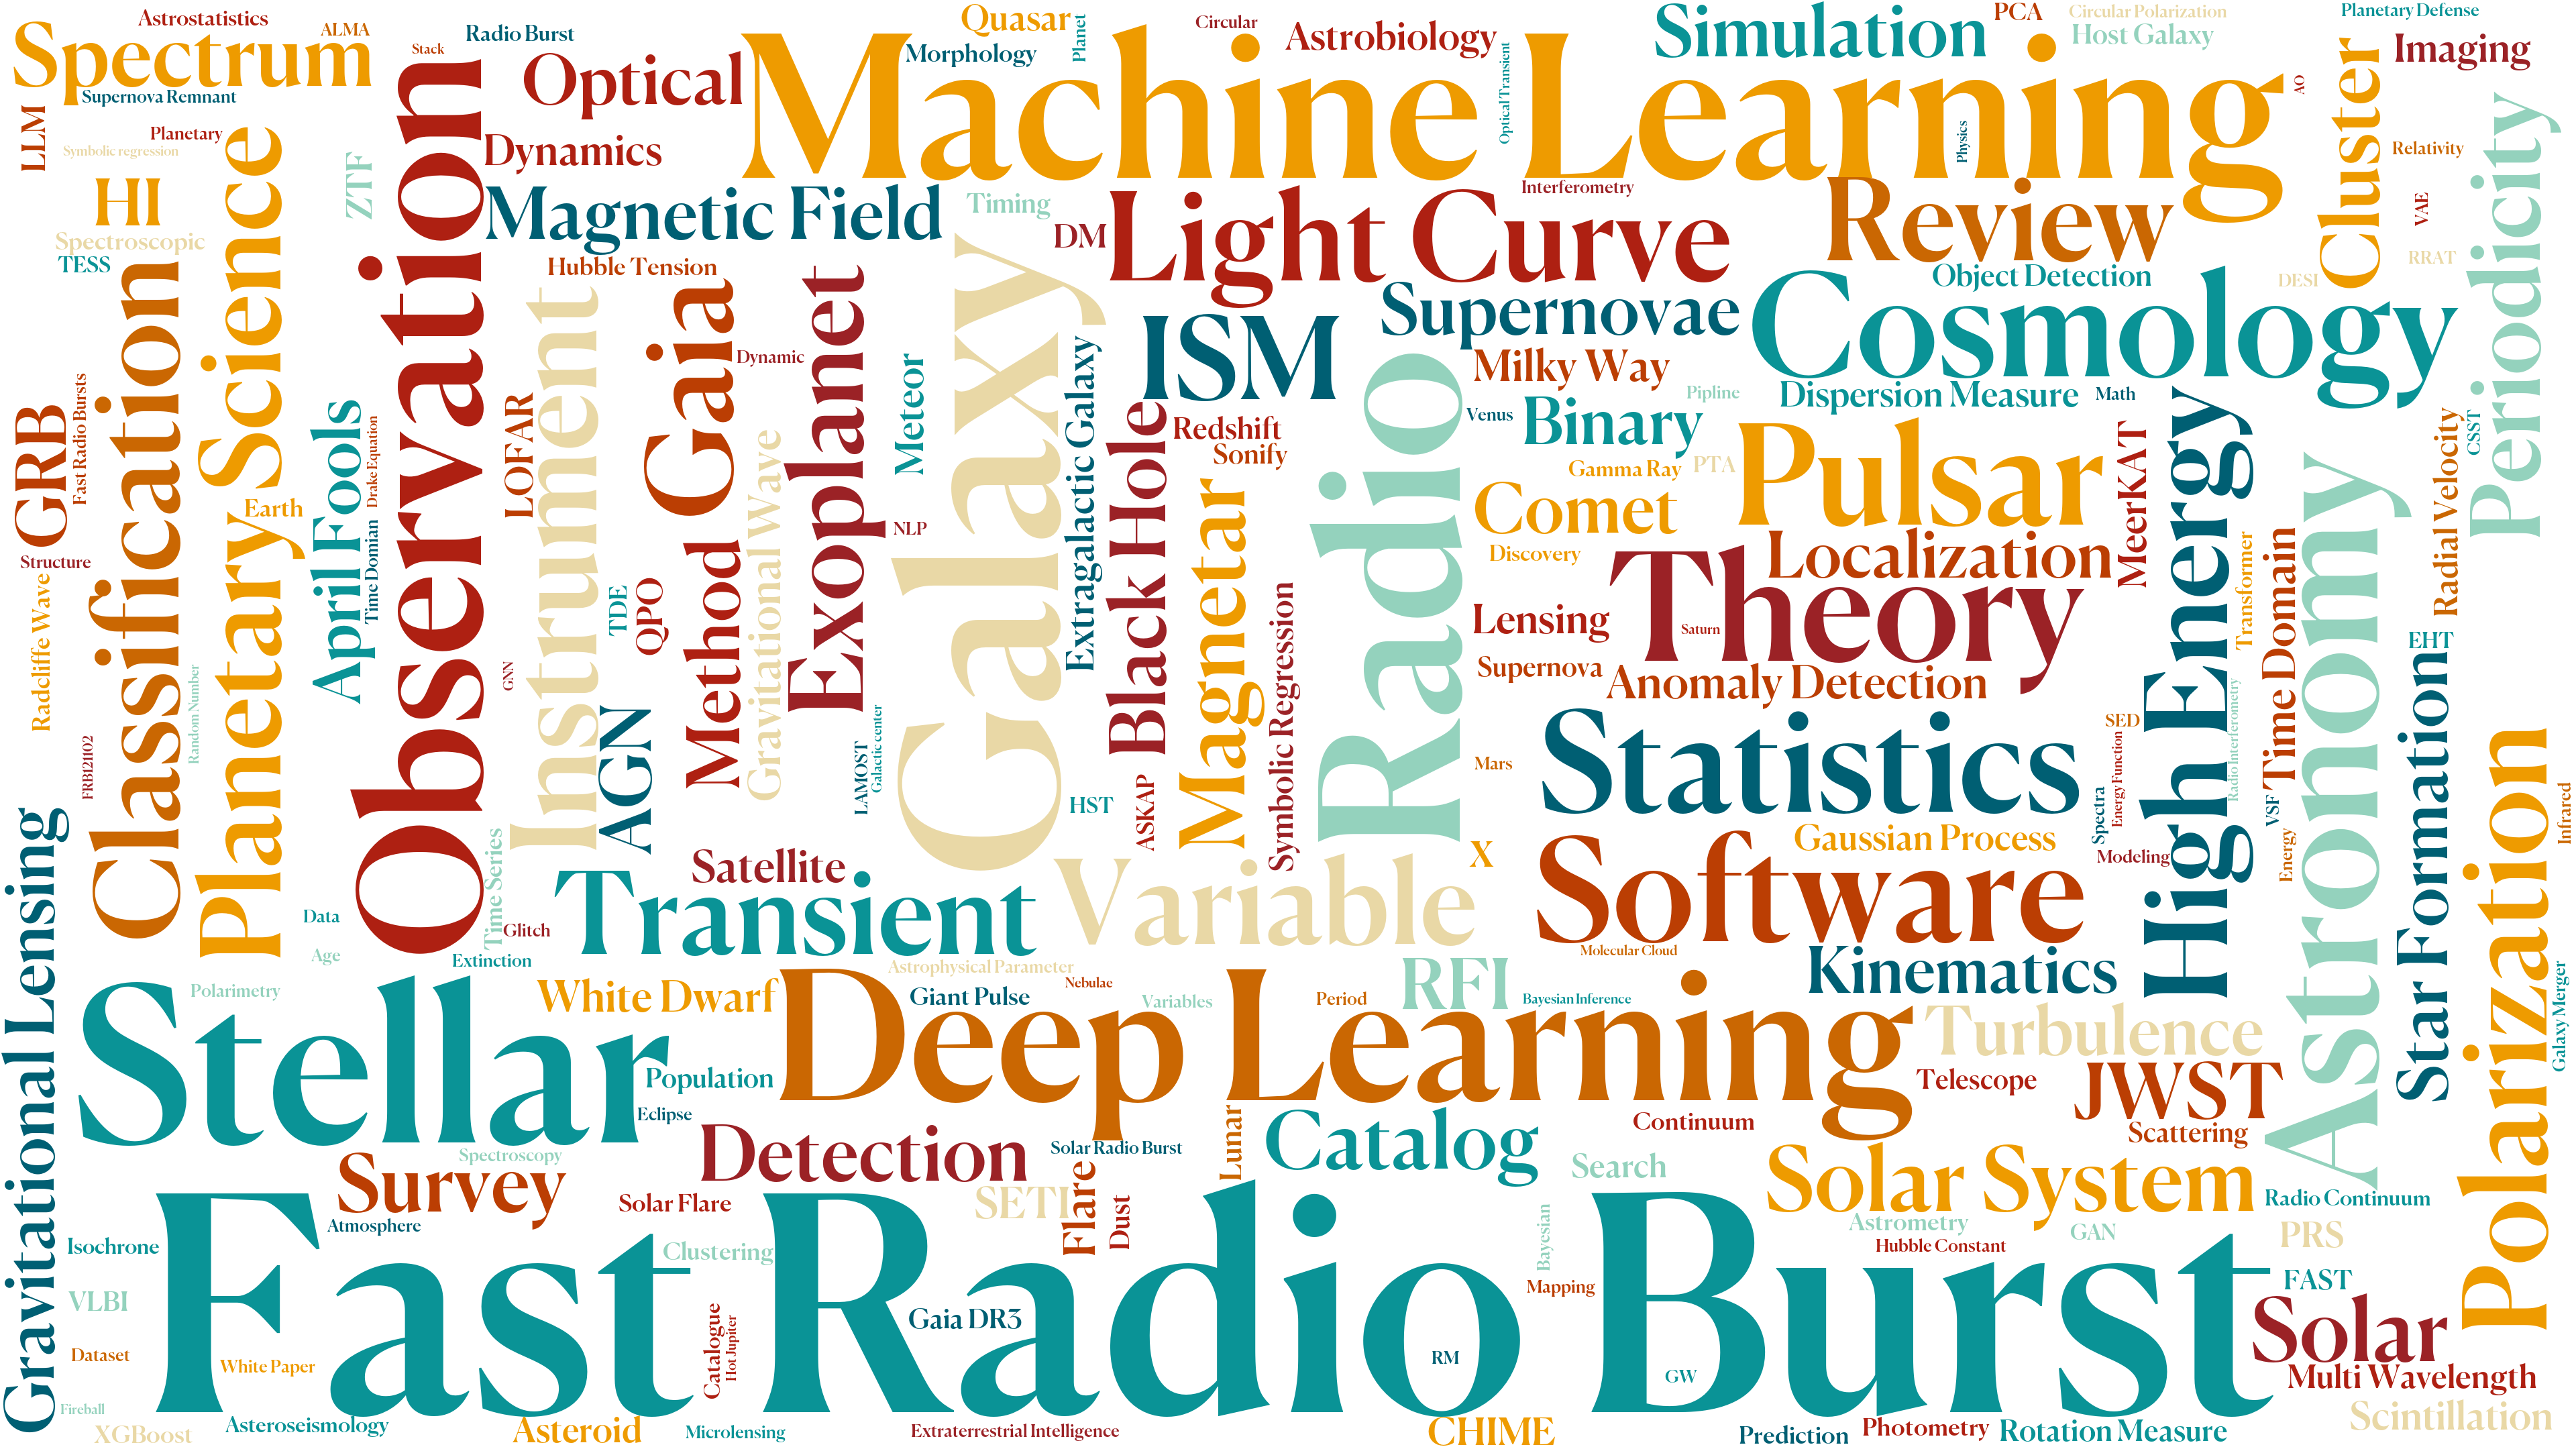 Astrostatistics
Spectrum
ALMA
Stack
Radio Burst
Supernova Remnant
LLM
Planetary
Symbolic regression
HI
Spectroscopic
TESS
ZTF
Optical
Dynamics
Magnetic Field
Hubble Tension
Machine Learning
Quasar
Planet
Morphology
Circular
Astrobiology
Optical Transient
Simulation
PCA
Circular Polarization
Host Galaxy
Planetary Defense
Imaging
AO
Physics
Cluster
Relativity
VAE
RRAT
DESI
Periodicity
Timing
DM
Interferometry
Light Curve
Review
Object Detection
Supernovae
Cosmology
ISM
Milky Way
Pipline
Dispersion Measure
Math
Venus
Binary
Redshift
Sonify
Gamma Ray
PTA
Pulsar
Comet
Discovery
Localization
Theory
Lensing
Saturn
Supernova
Anomaly Detection
MeerKAT
High Energy
Transformer
Time Domain
Astronomy
Radial Velocity
CSST
EHT
Star Formation
GRB
Fast Radio Bursts
Structure
Classification
Planetary Science
Earth
April Fools
Drake Equation
Time Domian
Observation
LOFAR
Instrument
Gaia
Dynamic
Exoplanet
Meteor
NLP
Galaxy
Extragalactic Galaxy
Black Hole
Magnetar
Symbolic Regression
Radio
Radcliffe Wave
FRB121102
Random Number
GNN
TDE
QPO
Method
Gravitational Wave
AGN
LAMOST
Galactic center
HST
ASKAP
Mars
Statistics
SED
Energy Function
Spectra
Radio Interferometry
VSF
Energy
Modeling
Gaussian Process
X
Software
Molecular Cloud
Kinematics
Infrared
Polarization
Galaxy Merger
Gravitational Lensing
Data
Age
Time Series
Glitch
Extinction
Satellite
Transient
Variable
Astrophysical Parameter
Nebulae
Polarimetry
Stellar
White Dwarf
Giant Pulse
Variables
Period
RFI
Bayesian Inference
Deep Learning
Turbulence
Population
Eclipse
Telescope
JWST
Scattering
Spectroscopy
Detection
Solar Radio Burst
Lunar
Catalog
Continuum
Search
Solar System
Survey
Solar Flare
SETI
Flare
Dust
Radio Continuum
Atmosphere
Isochrone
Clustering
Bayesian
Astrometry
GAN
Hubble Constant
PRS
Mapping
FAST
VLBI
Fast Radio Burst
Gaia DR3
Catalogue
Hot Jupiter
RM
GW
Solar
Dataset
White Paper
Multi Wavelength
Fireball
Scintillation
XGBoost
Asteroseismology
Asteroid
Microlensing
Extraterrestrial Intelligence
CHIME
Prediction
Photometry
Rotation Measure